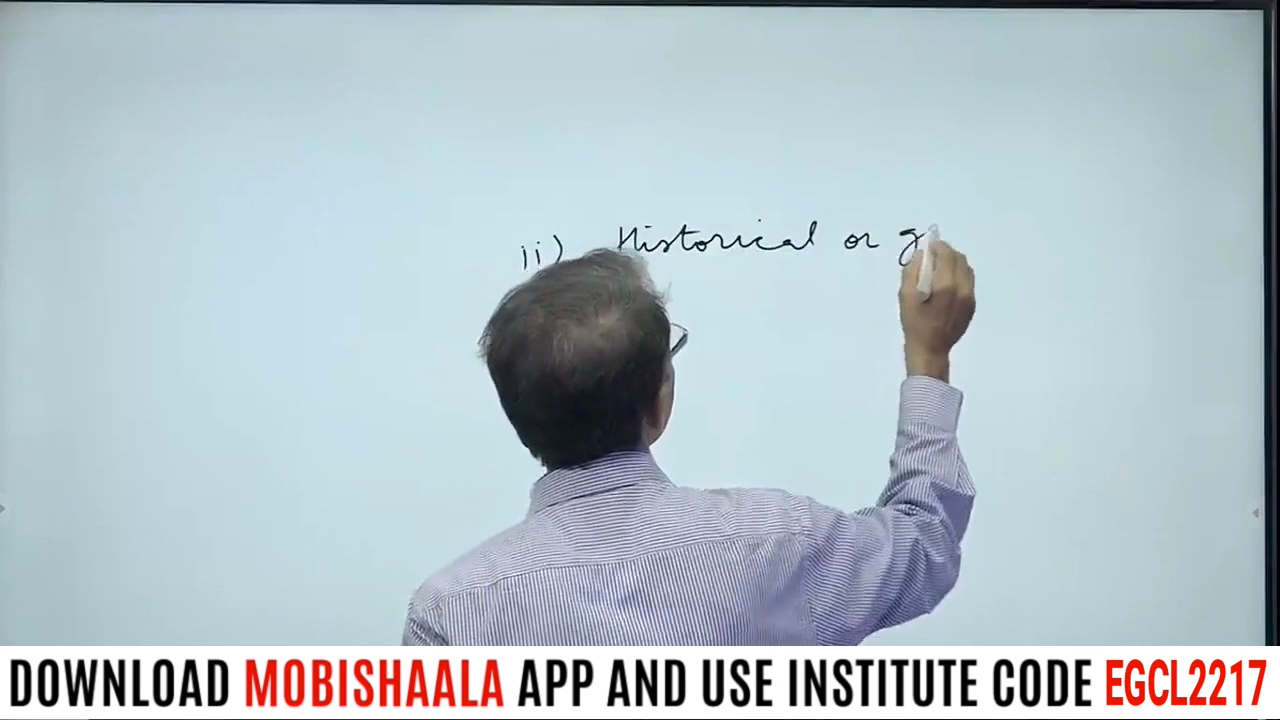 ii) Historical or g
DOWNLOAD MOBISHAALA APP AND USE INSTITUTE CODE EGCL2217